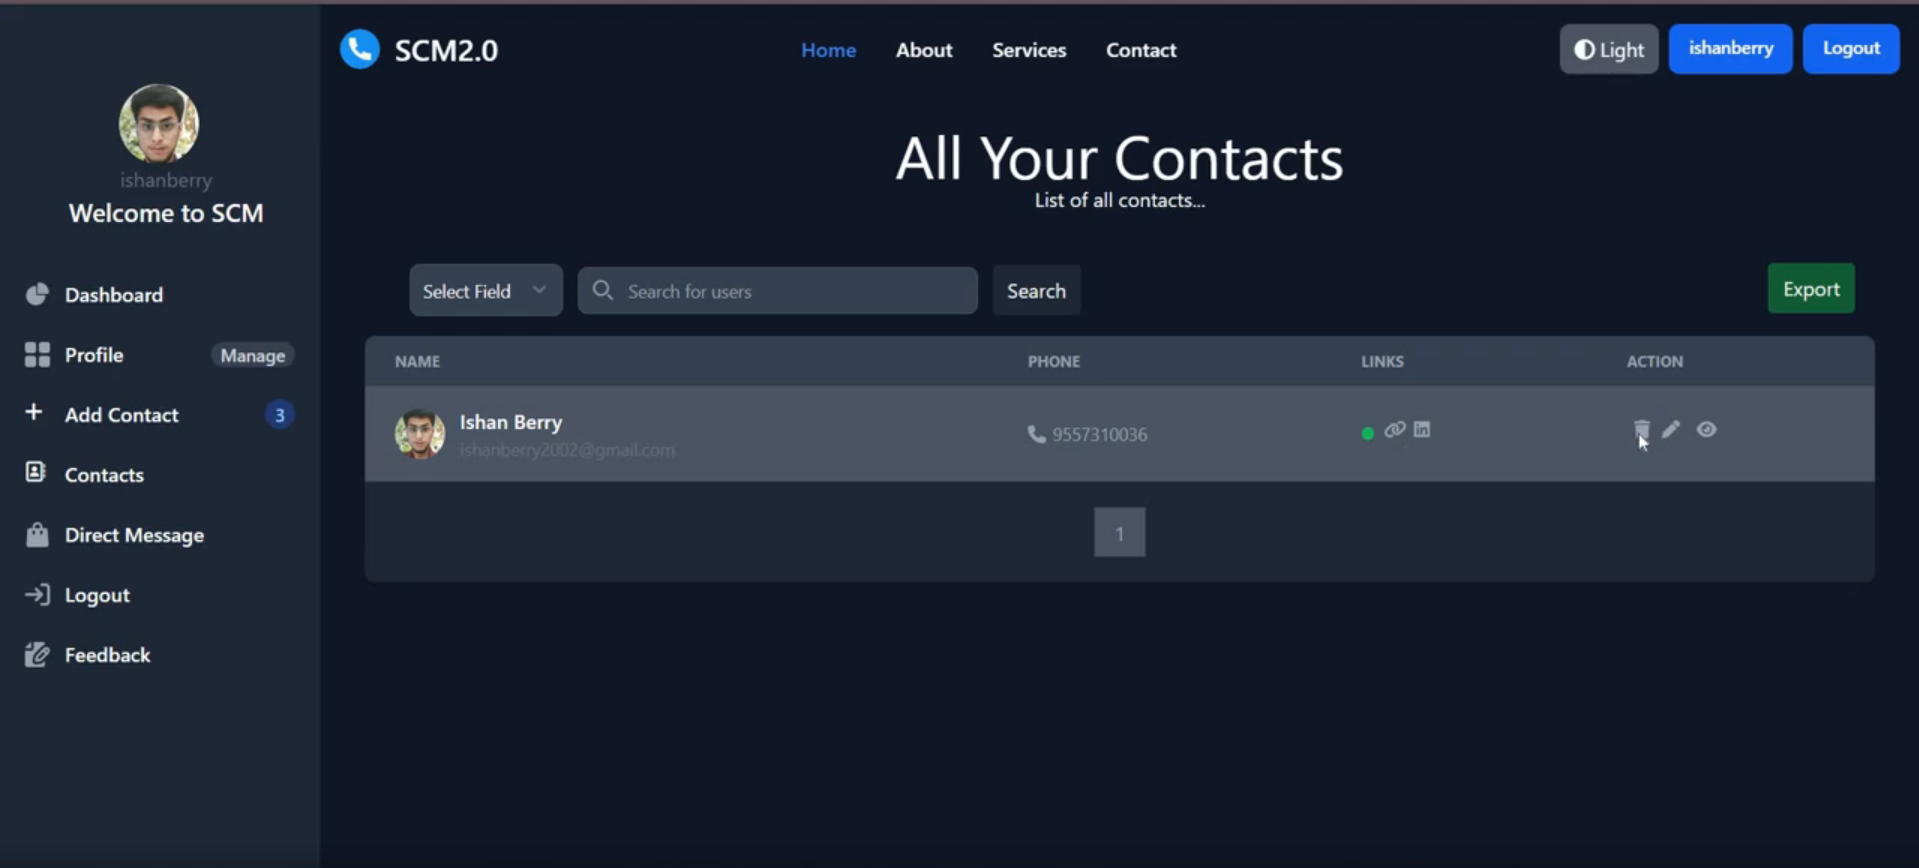 SCM2.0
Home About Services Contact
Light
ishanberry
Logout
ishanberry
Welcome to SCM
Dashboard
Profile Manage
Add Contact 3
Contacts
Direct Message
Logout
Feedback
All Your Contacts
List of all contacts...
Select Field
Search for users
Search
Export
NAME PHONE LINKS ACTION
Ishan Berry
ishanberry2002@gmail.com
9557310036
in
1